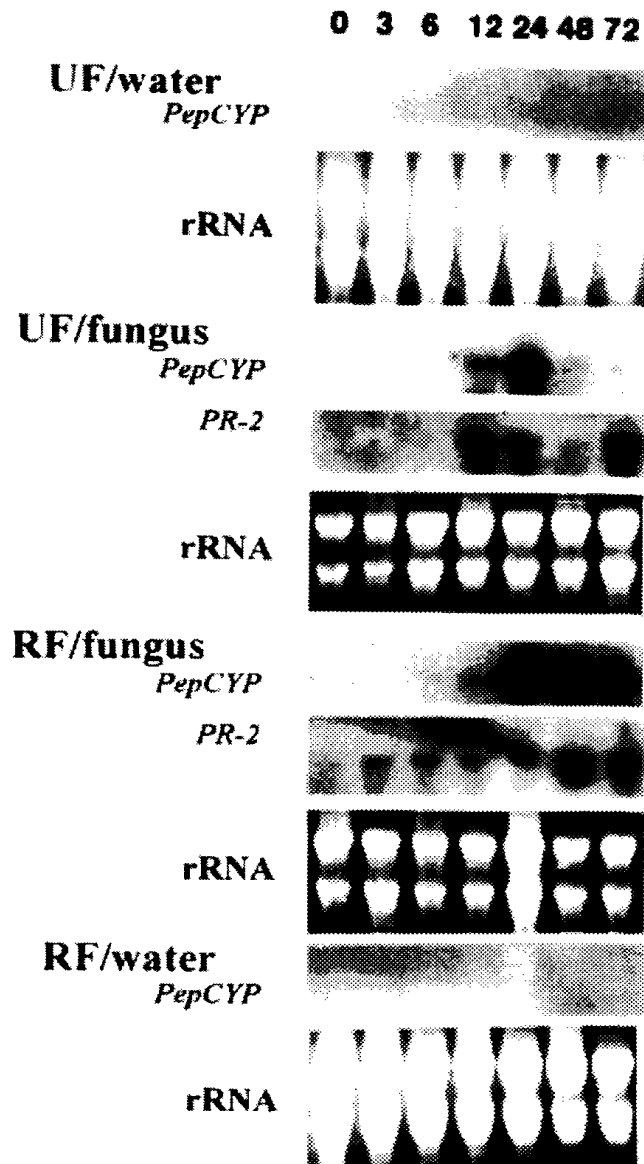 0 3 6 12 24 48 72
UF/water
PepCYP
rRNA
UF/fungus
PepCYP
PR-2
rRNA
RF/fungus
PepCYP
PR-2
rRNA
RF/water
PepCYP
rRNA